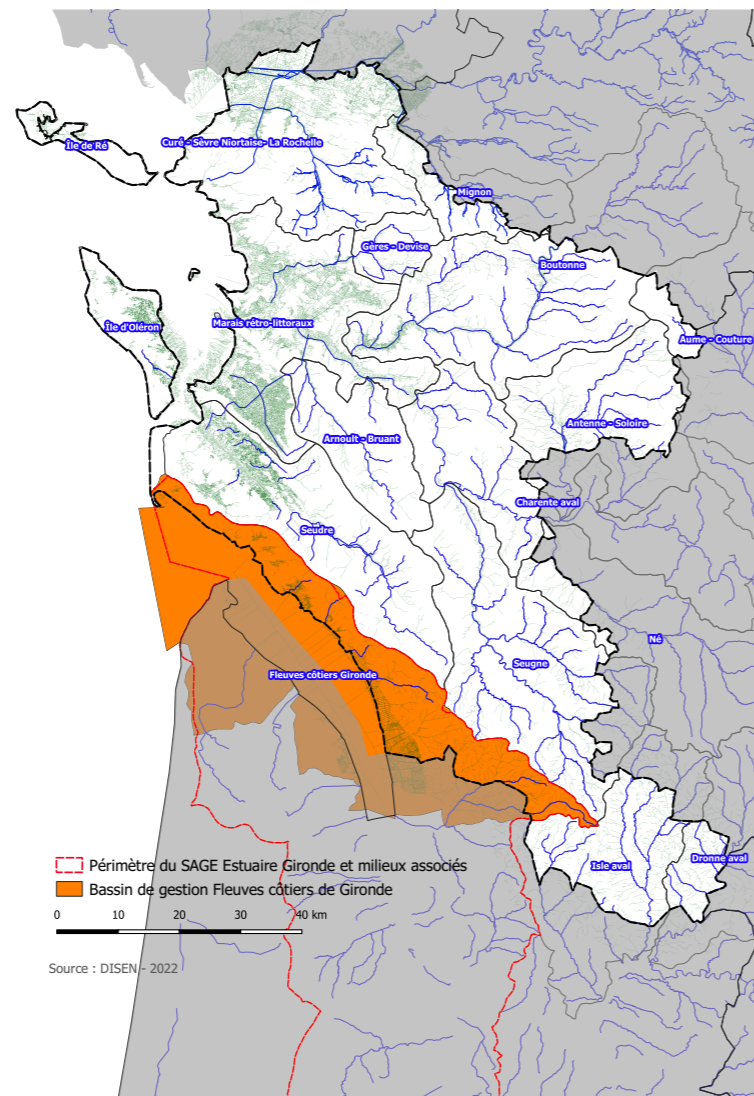 Île de Ré
Curé - Sèvre Niortaise- La Rochelle
Mignon
Gères - Devise
Boutonne
Île d'Oléron
Marais rétro-littoraux
Aume - Couture
Arnoult - Bruant
Antenne - Soloire
Charente aval
Seudre
Né
Seugne
Fleuves côtiers Gironde
Isle aval
Dronne aval
Périmètre du SAGE Estuaire Gironde et milieux associés
Bassin de gestion Fleuves côtiers de Gironde
0 10 20 30 40 km
Source : DISEN - 2022